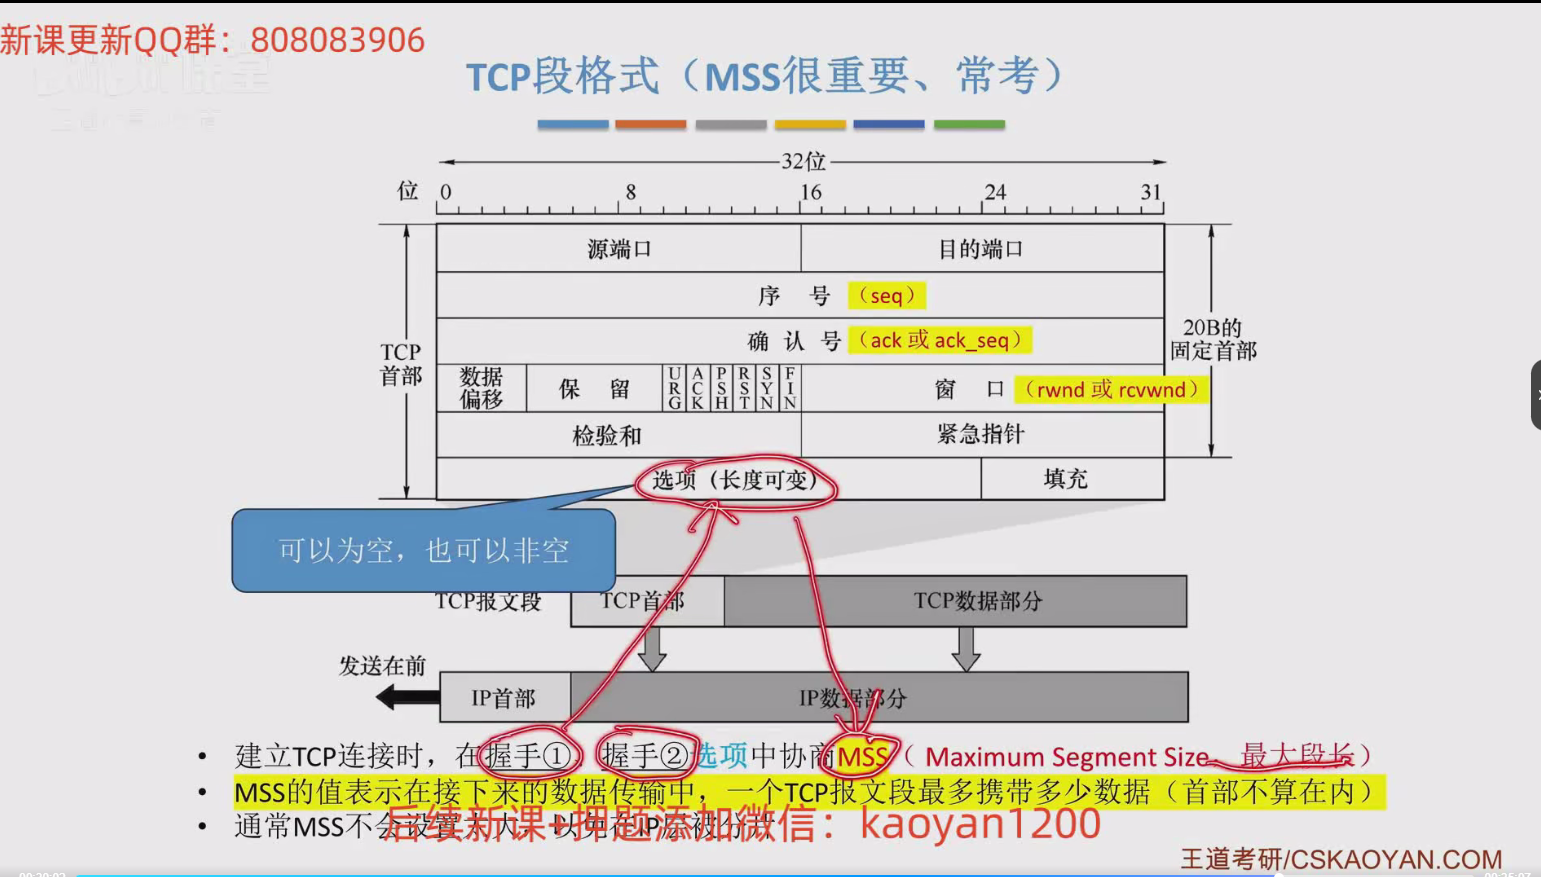 新课更新QQ群：808083906
TCP段格式（MSS很重要、常考）
32位
位 0 8 16 24 31
源端口 目的端口
序 号 （seq）
确 认 号 （ack 或 ack_seq）
TCP首部
20B的固定首部
数据偏移 保 留 URG ACK PSH RST SYN FIN 窗 口 （rwnd 或 rcvwnd）
检验和 紧急指针
选项（长度可变） 填充
可以为空，也可以非空
TCP报文段 TCP首部 TCP数据部分
发送在前
IP首部 IP数据部分
• 建立TCP连接时，在握手①、握手②选项中协商MSS（Maximum Segment Size，最大段长）
• MSS的值表示在接下来的数据传输中，一个TCP报文段最多携带多少数据（首部不算在内）
• 通常MSS不会设置太大，以免在IP层被分片
后续新课+押题添加微信：kaoyan1200
王道考研/CSKAOYAN.COM